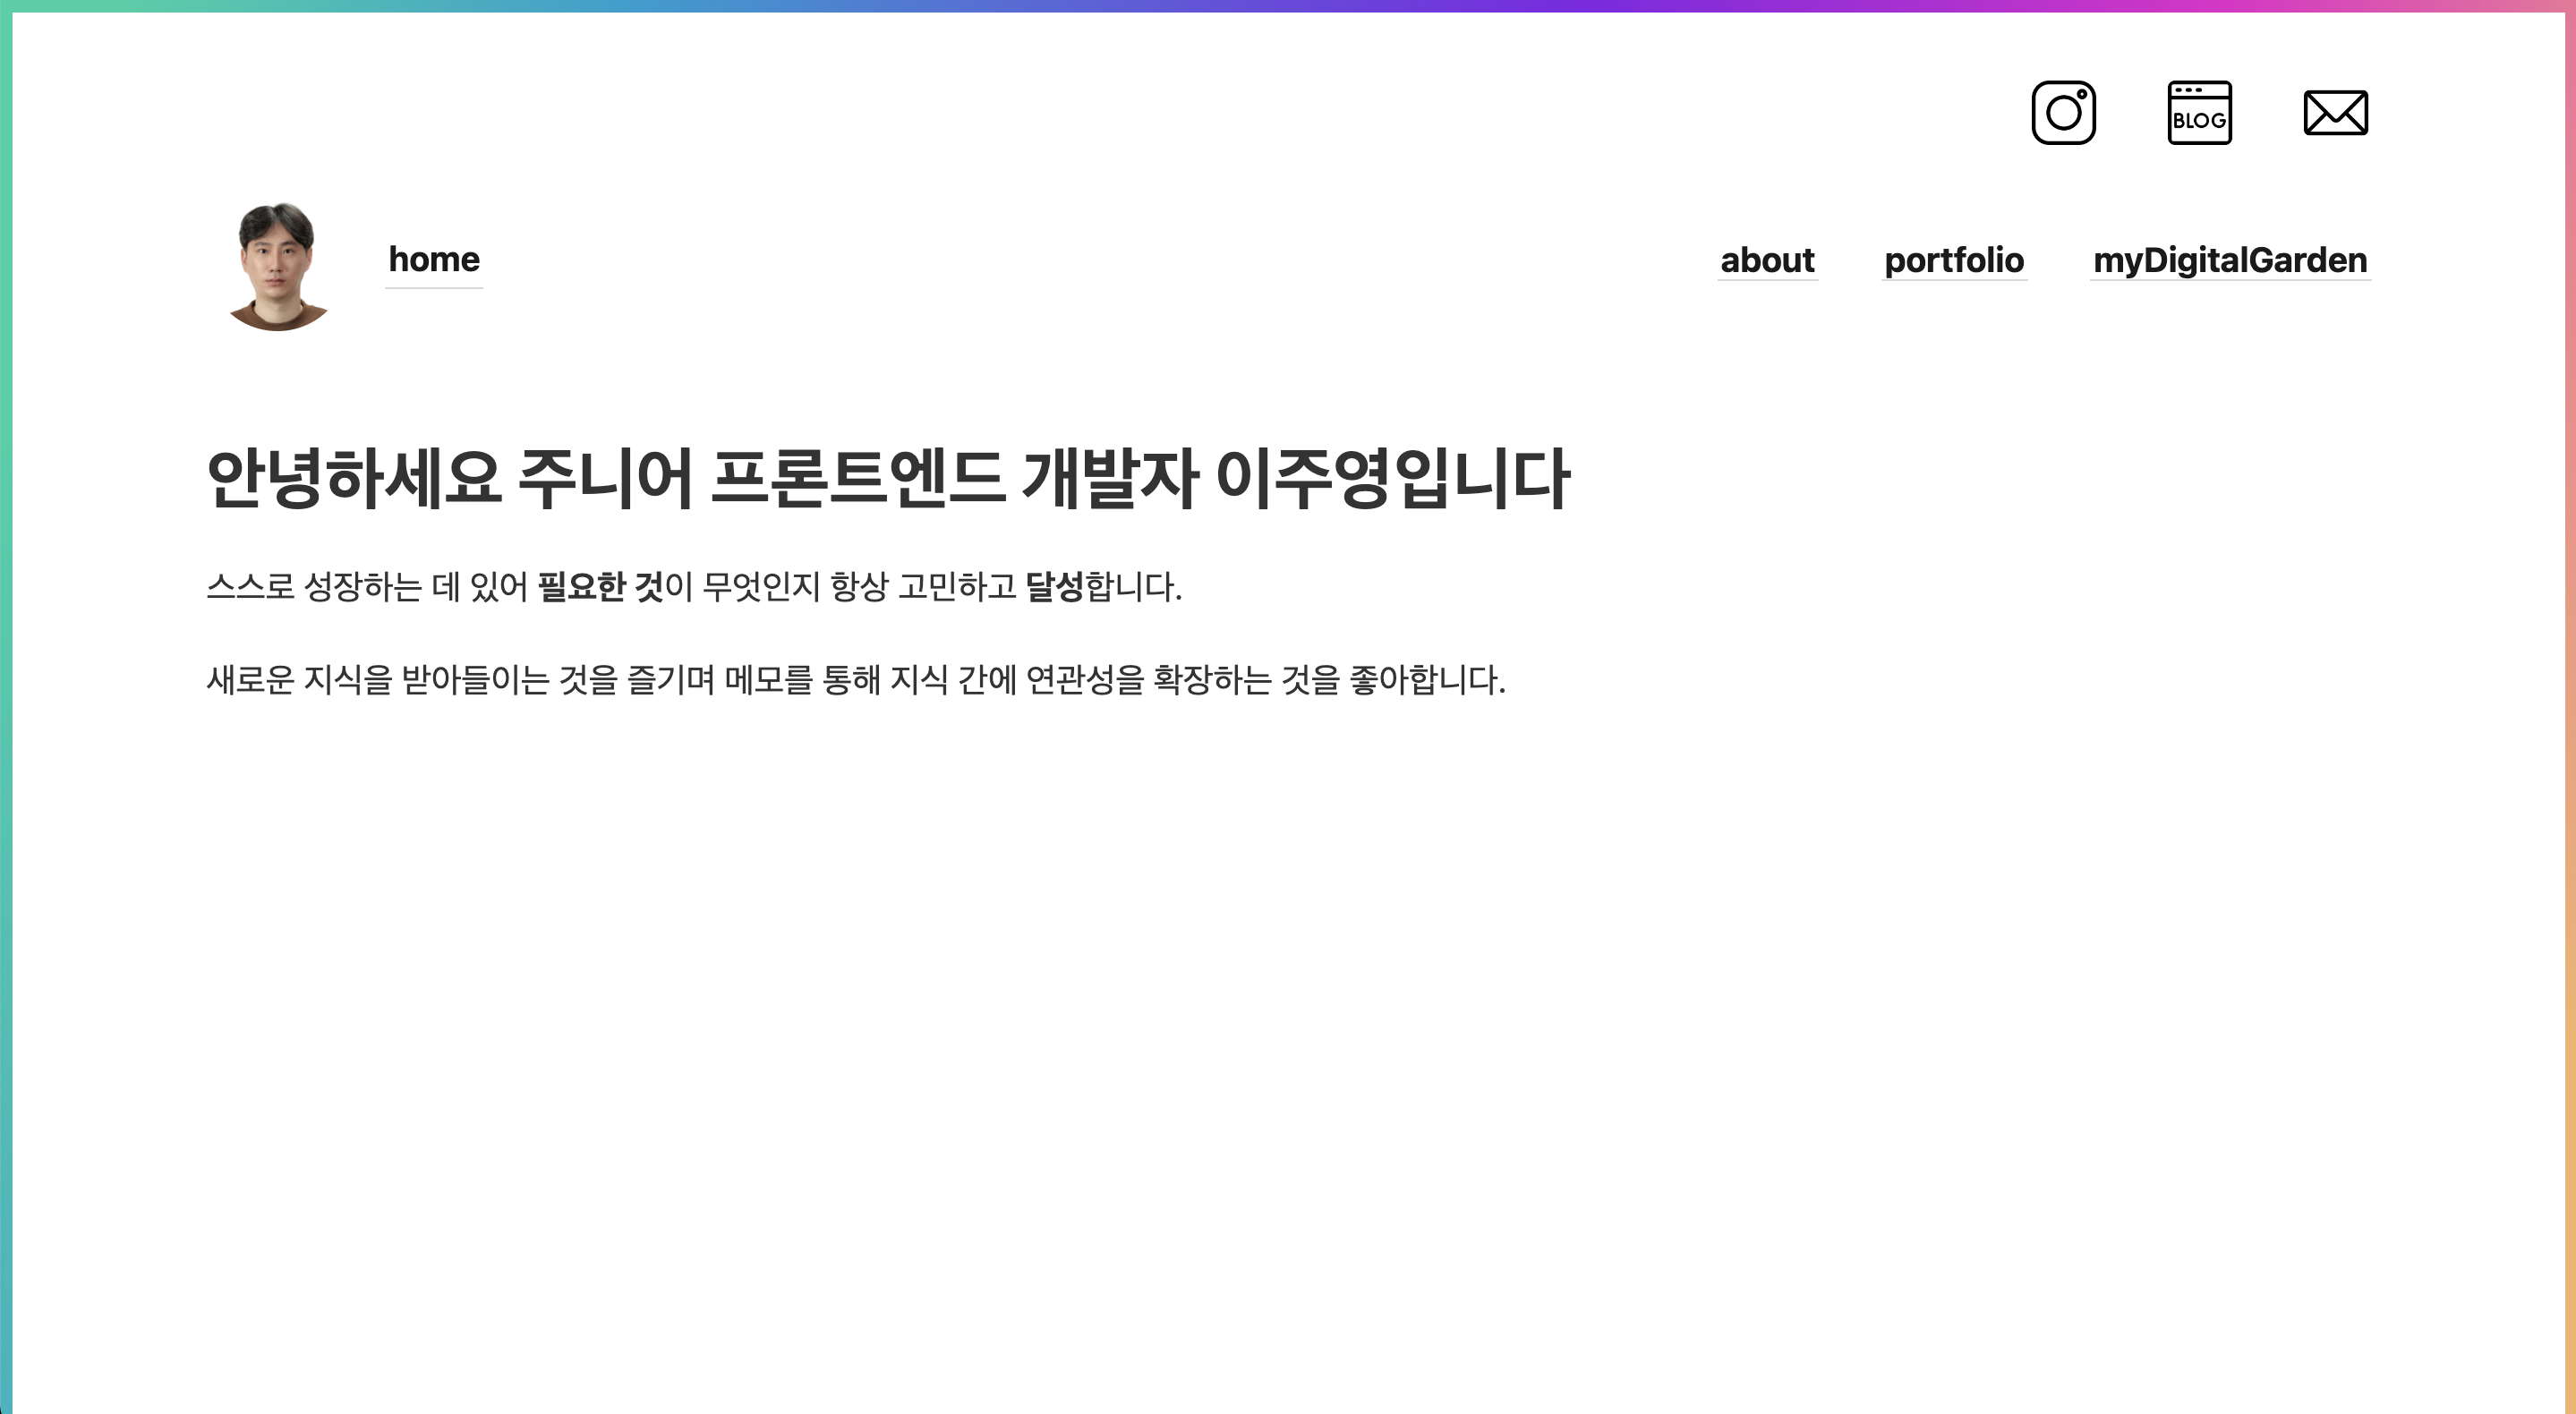 BLOG
home
about portfolio myDigitalGarden
안녕하세요 주니어 프론트엔드 개발자 이주영입니다
스스로 성장하는 데 있어 필요한 것이 무엇인지 항상 고민하고 달성합니다.
새로운 지식을 받아들이는 것을 즐기며 메모를 통해 지식 간에 연관성을 확장하는 것을 좋아합니다.